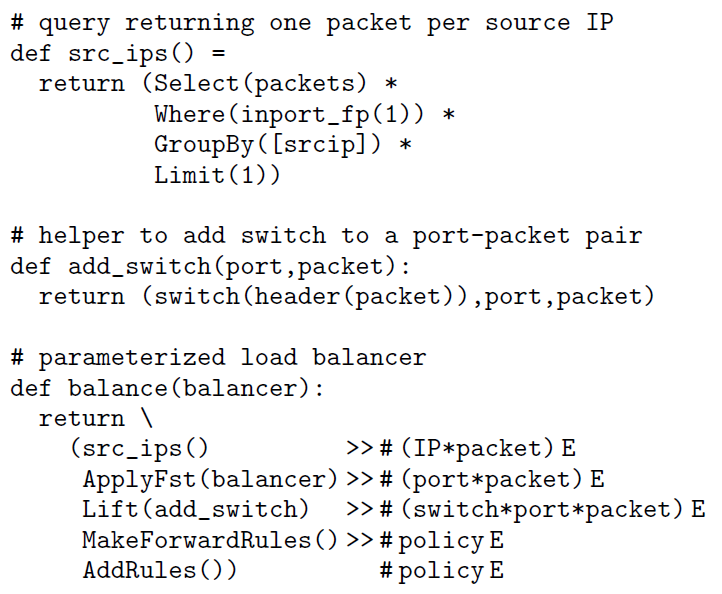 # query returning one packet per source IP
def src_ips() =
  return (Select(packets) *
          Where(inport_fp(1)) *
          GroupBy([srcip]) *
          Limit(1))

# helper to add switch to a port-packet pair
def add_switch(port,packet):
  return (switch(header(packet)),port,packet)

# parameterized load balancer
def balance(balancer):
  return \
    (src_ips()          >> # (IP*packet) E
     ApplyFst(balancer) >> # (port*packet) E
     Lift(add_switch)   >> # (switch*port*packet) E
     MakeForwardRules() >> # policy E
     AddRules())           # policy E